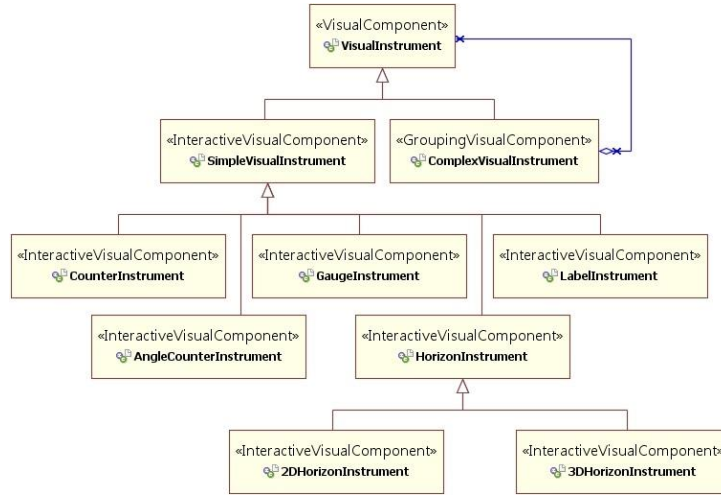 «VisualComponent»
VisualInstrument
«InteractiveVisualComponent»
SimpleVisualInstrument
«GroupingVisualComponent»
ComplexVisualInstrument
«InteractiveVisualComponent»
CounterInstrument
«InteractiveVisualComponent»
GaugeInstrument
«InteractiveVisualComponent»
LabelInstrument
«InteractiveVisualComponent»
AngleCounterInstrument
«InteractiveVisualComponent»
HorizonInstrument
«InteractiveVisualComponent»
2DHorizonInstrument
«InteractiveVisualComponent»
3DHorizonInstrument